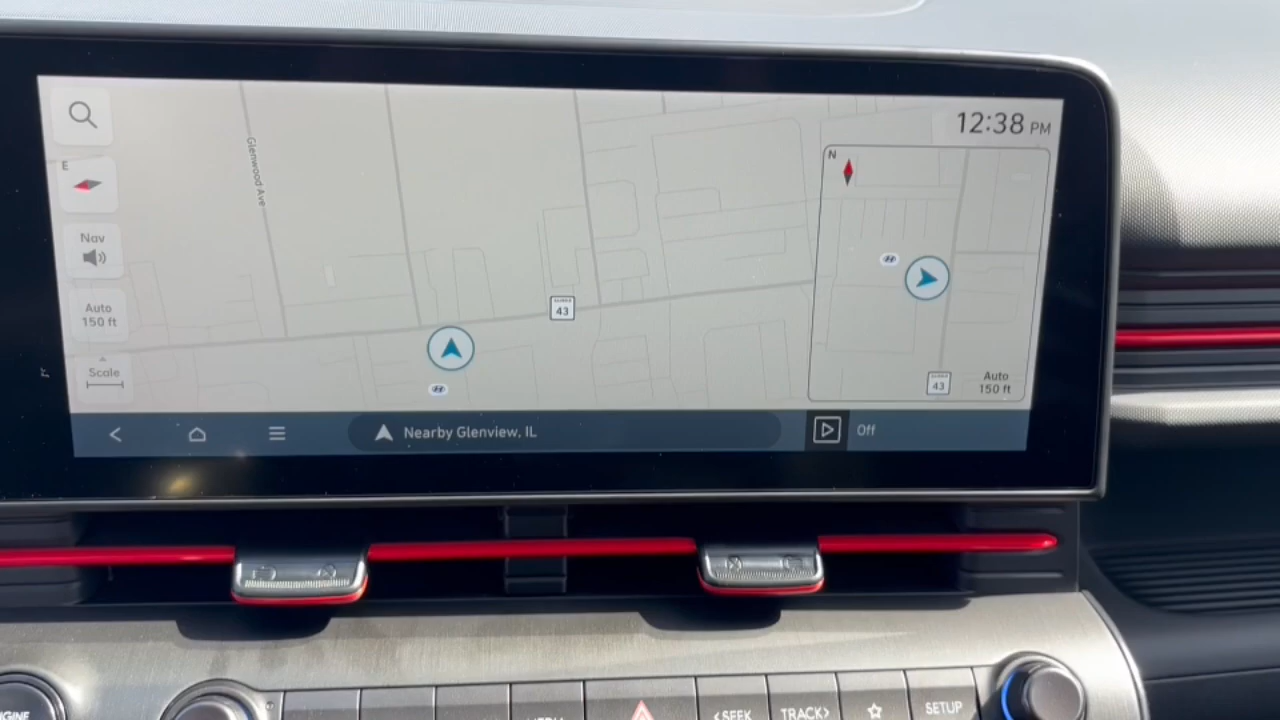 12:38 PM
E
Glenwood Ave
N
Nav
Auto
150 ft
43
Scale
43
Auto
150 ft
Nearby Glenview, IL
Off
ENGINE
<SEEK
TRACK>
SETUP